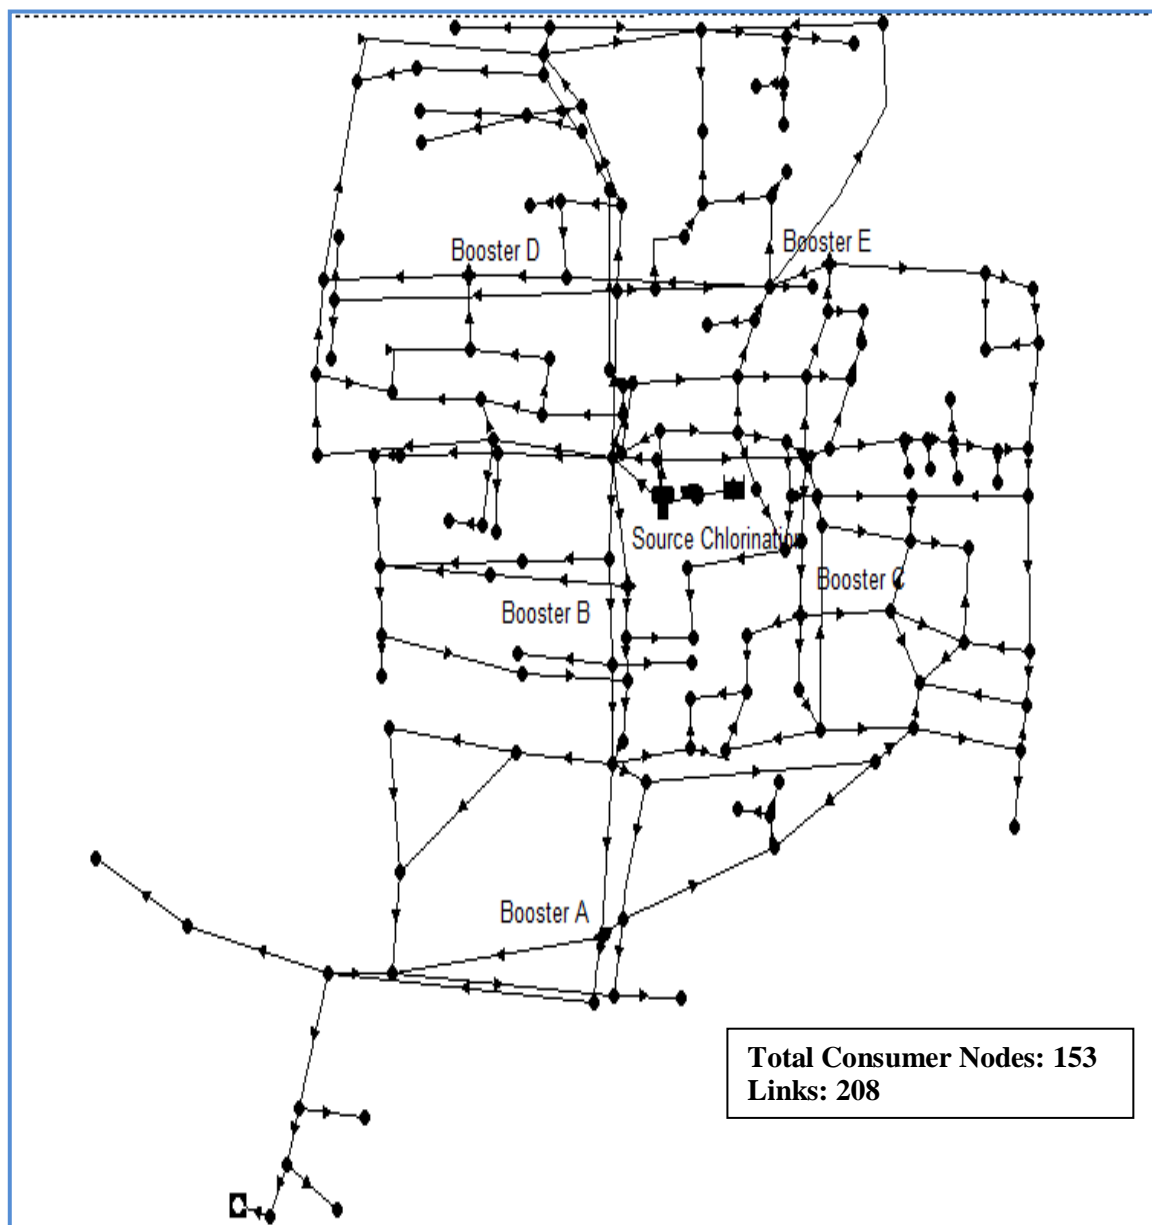 Booster D
Booster E
Source Chlorination
Booster C
Booster B
Booster A
Total Consumer Nodes: 153
Links: 208